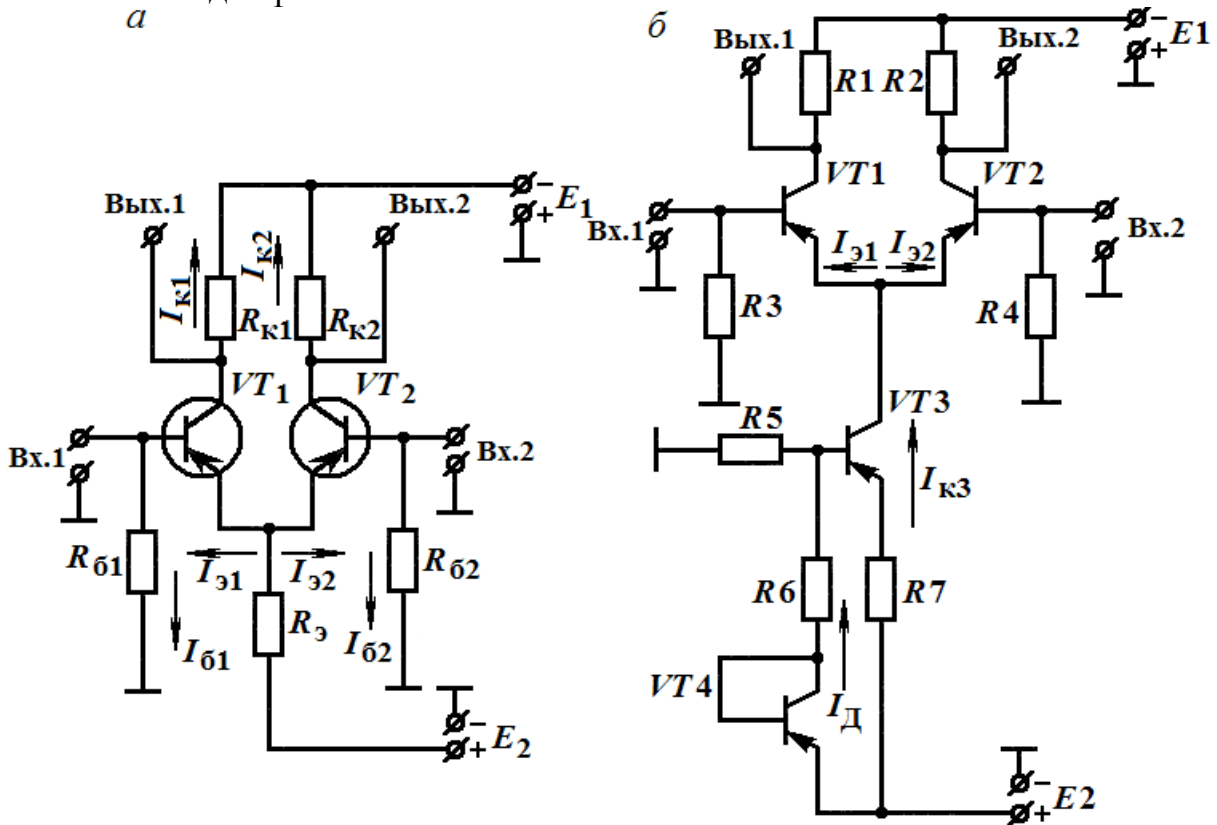 а
Вых.1
Вых.2
- E1
+
Iк1
Iк2
Rк1
Rк2
VT1
VT2
Вх.1
Вх.2
Rб1
Iэ1
Iэ2
Rб2
Iб1
Rэ
Iб2
-
+ E2
б
Вых.1
Вых.2
- E1
+
R1
R2
VT1
VT2
Вх.1
Вх.2
Iэ1
Iэ2
R3
R4
VT3
R5
Iк3
R6
R7
VT4
IД
-
+ E2